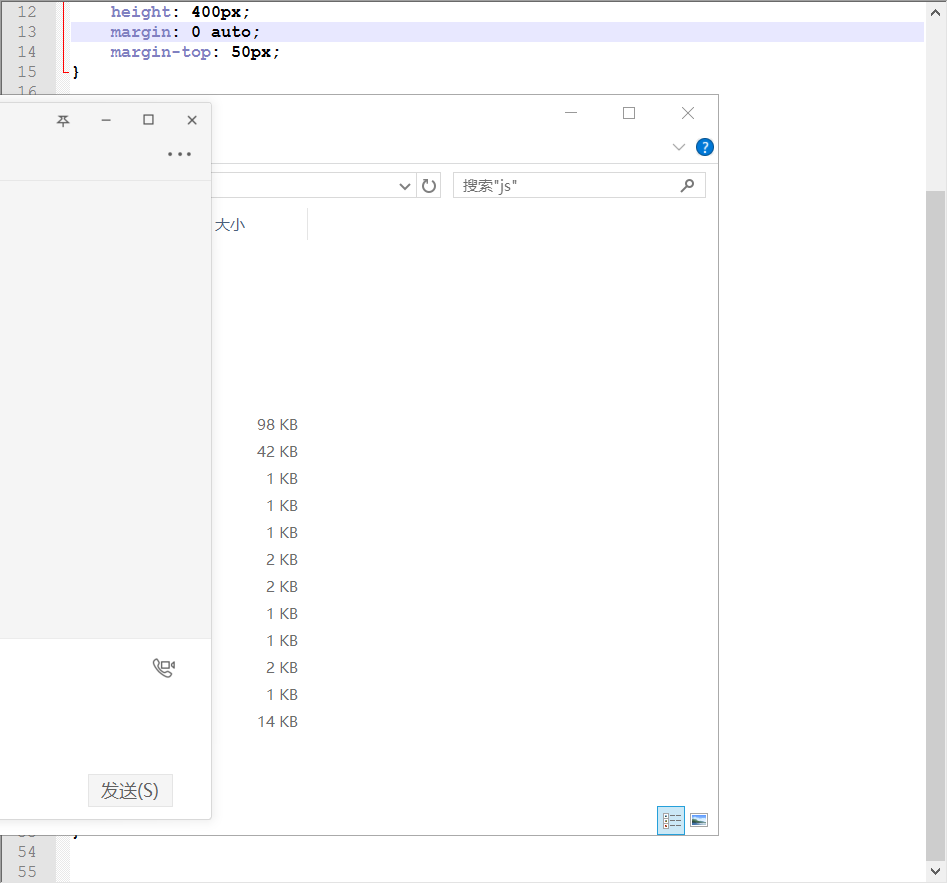 12 height: 400px;
13 margin: 0 auto;
14 margin-top: 50px;
15 }
16
?
搜索"js"
大小
98 KB
42 KB
1 KB
1 KB
1 KB
2 KB
2 KB
1 KB
1 KB
2 KB
1 KB
14 KB
发送(S)
54
55